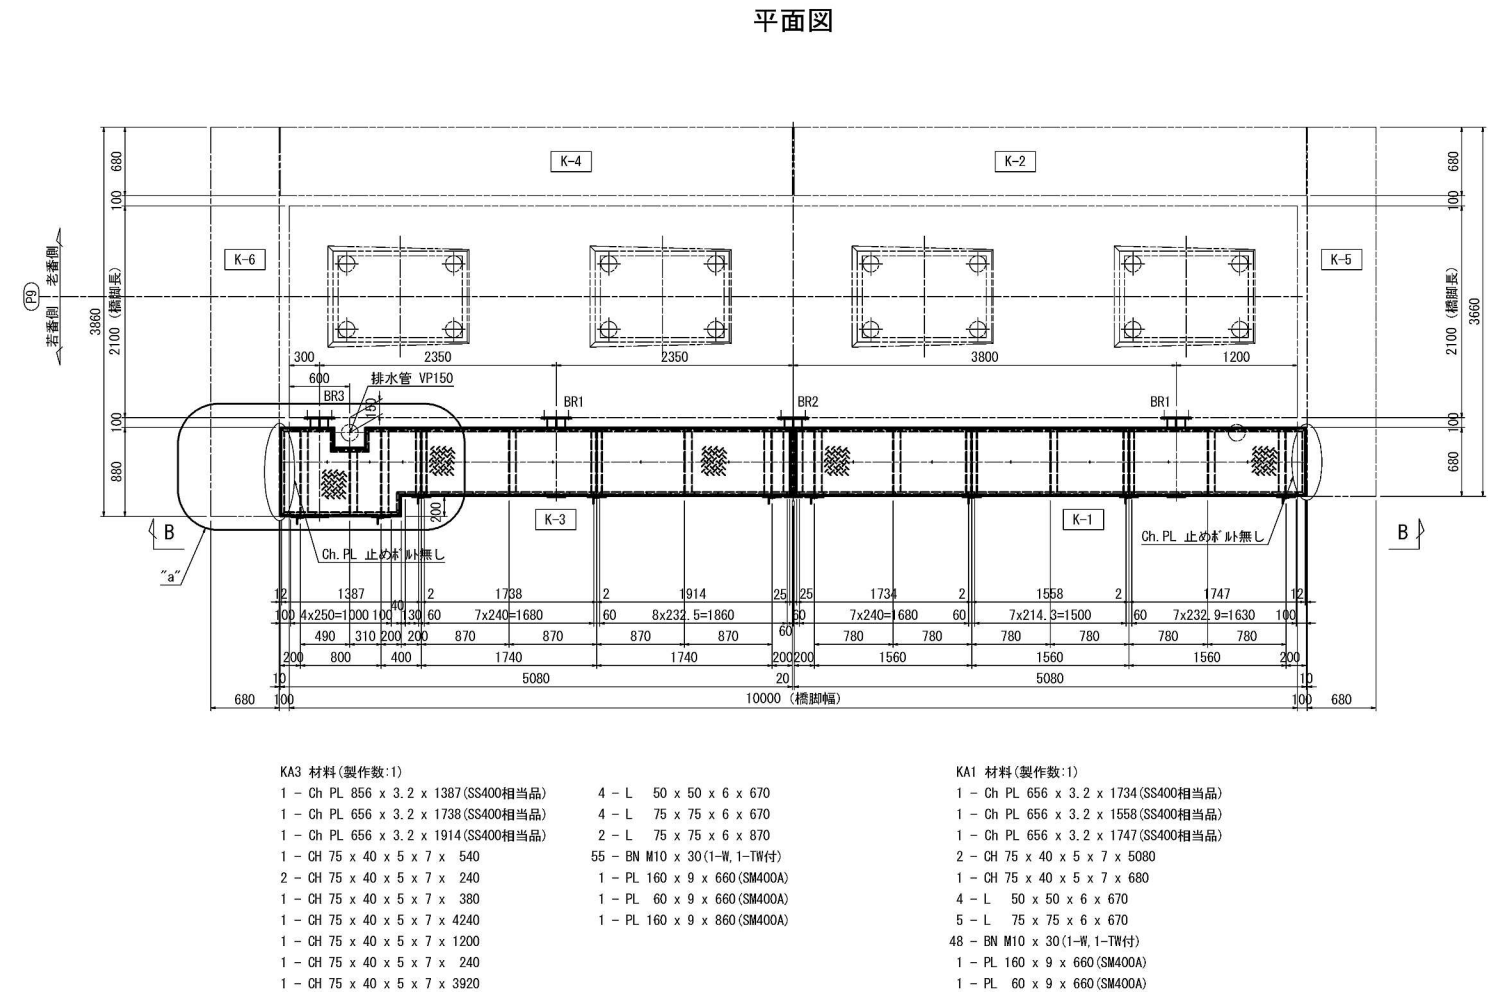 平面図
K-4
K-2
680
680
100
100
K-6
K-5
P9
若番側 老番側
3860
2100 (橋脚長)
2100 (橋脚長)
3660
300
2350
2350
3800
1200
600
排水管 VP150
150
BR3
BR1
BR2
BR1
100
100
880
680
200
K-3
K-1
B
B
Ch.PL 止めﾎﾞﾙﾄ無し
Ch.PL 止めﾎﾞﾙﾄ無し
"a"
12 1387 2 1738 2 1914 25 25 1734 2 1558 2 1747 12
40
100 4x250=1000 100 130 60 7x240=1680 60 8x232.5=1860 60 7x240=1680 60 7x214.3=1500 60 7x232.9=1630 100
60
490 310 200 200 870 870 870 870 780 780 780 780 780 780
200 800 400 1740 1740 200 200 1560 1560 1560 200
10 5080 20 5080 10
680 100 10000 (橋脚幅) 100 680
KA3 材料(製作数:1)
1 - Ch PL 856 x 3.2 x 1387(SS400相当品)
1 - Ch PL 656 x 3.2 x 1738(SS400相当品)
1 - Ch PL 656 x 3.2 x 1914(SS400相当品)
1 - CH 75 x 40 x 5 x 7 x 540
2 - CH 75 x 40 x 5 x 7 x 240
1 - CH 75 x 40 x 5 x 7 x 380
1 - CH 75 x 40 x 5 x 7 x 4240
1 - CH 75 x 40 x 5 x 7 x 1200
1 - CH 75 x 40 x 5 x 7 x 240
1 - CH 75 x 40 x 5 x 7 x 3920
4 - L 50 x 50 x 6 x 670
4 - L 75 x 75 x 6 x 670
2 - L 75 x 75 x 6 x 870
55 - BN M10 x 30(1-W,1-TW付)
1 - PL 160 x 9 x 660(SM400A)
1 - PL 60 x 9 x 660(SM400A)
1 - PL 160 x 9 x 860(SM400A)
KA1 材料(製作数:1)
1 - Ch PL 656 x 3.2 x 1734(SS400相当品)
1 - Ch PL 656 x 3.2 x 1558(SS400相当品)
1 - Ch PL 656 x 3.2 x 1747(SS400相当品)
2 - CH 75 x 40 x 5 x 7 x 5080
1 - CH 75 x 40 x 5 x 7 x 680
4 - L 50 x 50 x 6 x 670
5 - L 75 x 75 x 6 x 670
48 - BN M10 x 30(1-W,1-TW付)
1 - PL 160 x 9 x 660(SM400A)
1 - PL 60 x 9 x 660(SM400A)